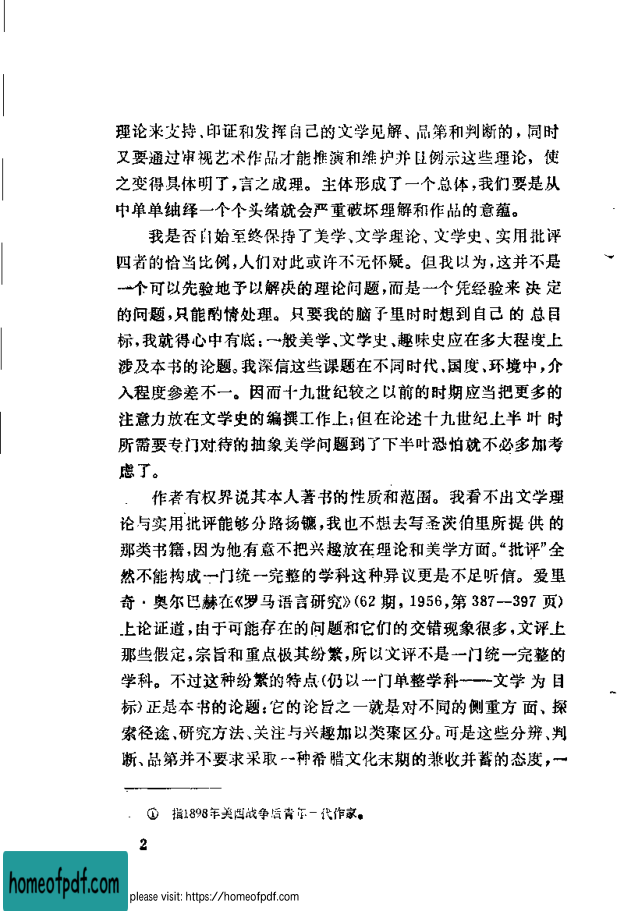 理论来支持、印证和发挥自己的文学见解、品第和判断的，同时
又要通过审视艺术作品才能推演和维护并且例示这些理论，使
之变得具体明了，言之成理。主体形成了一个总体，我们要是从
中单单䌷绎一个个头绪就会严重破坏理解和作品的意蕴。
我是否自始至终保持了美学、文学理论、文学史、实用批评
四者的恰当比例，人们对此或许不无怀疑。但我以为，这并不是
一个可以先验地予以解决的理论问题，而是一个凭经验来决定
的问题，只能酌情处理。只要我的脑子里时时想到自己的总目
标，我就得心中有底：一般美学、文学史、趣味史应在多大程度上
涉及本书的论题。我深信这些课题在不同时代、国度、环境中，介
入程度参差不一。因而十九世纪较之以前的时期应当把更多的
注意力放在文学史的编撰工作上；但在论述十九世纪上半叶时
所需要专门对待的抽象美学问题到了下半叶恐怕就不必多加考
虑了。
作者有权界说其本人著书的性质和范围。我看不出文学理
论与实用批评能够分路扬镳，我也不想去写圣茨伯里所提供的
那类书籍，因为他有意不把兴趣放在理论和美学方面。“批评”全
然不能构成一门统一完整的学科这种异议更是不足听信。爱里
奇·奥尔巴赫在《罗马语言研究》（62期，1956，第387—397页）
上论证道，由于可能存在的问题和它们的交错现象很多，文评上
那些假定，宗旨和重点极其纷繁，所以文评不是一门统一完整的
学科。不过这种纷繁的特点（仍以一门单整学科——文学为目
标）正是本书的论题；它的论旨之一就是对不同的侧重方面、探
索径途、研究方法、关注与兴趣加以类聚区分。可是这些分辨、判
断、品第并不要求采取一种希腊文化末期的兼收并蓄的态度，一
① 指1898年美西战争后青年一代作家。
2
homeofpdf.com
please visit: https://homeofpdf.com